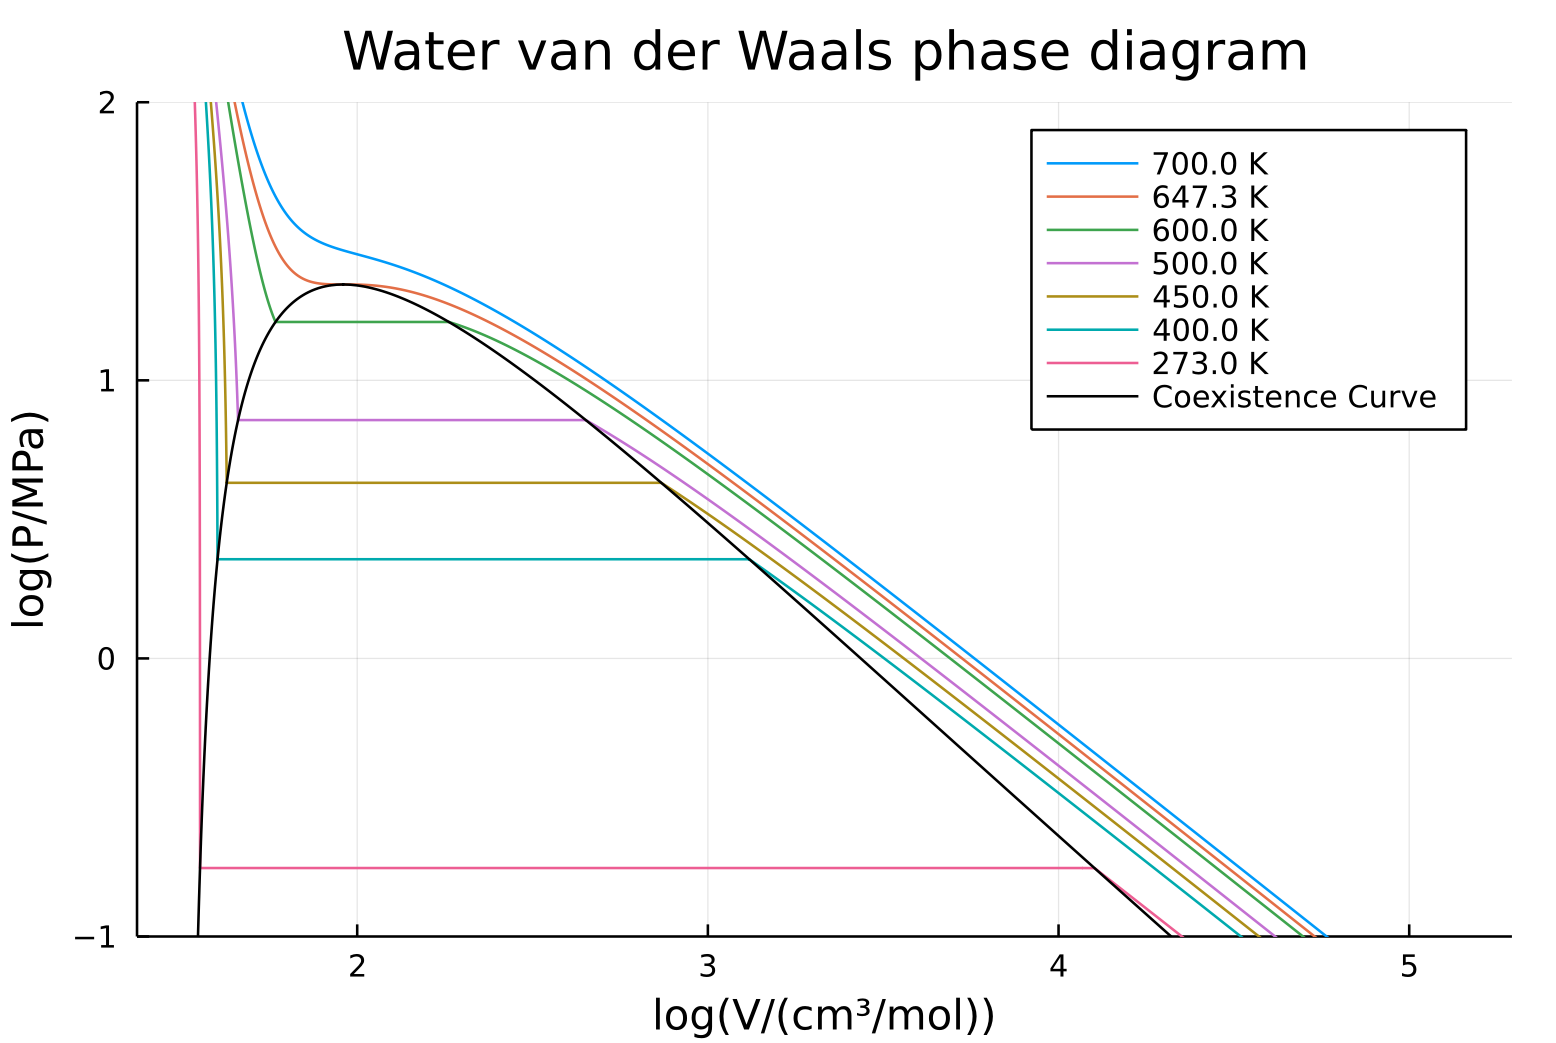 Water van der Waals phase diagram
2
700.0 K
647.3 K
600.0 K
500.0 K
450.0 K
400.0 K
273.0 K
Coexistence Curve
1
log(P/MPa)
0
−1
2 3 4 5
log(V/(cm³/mol))